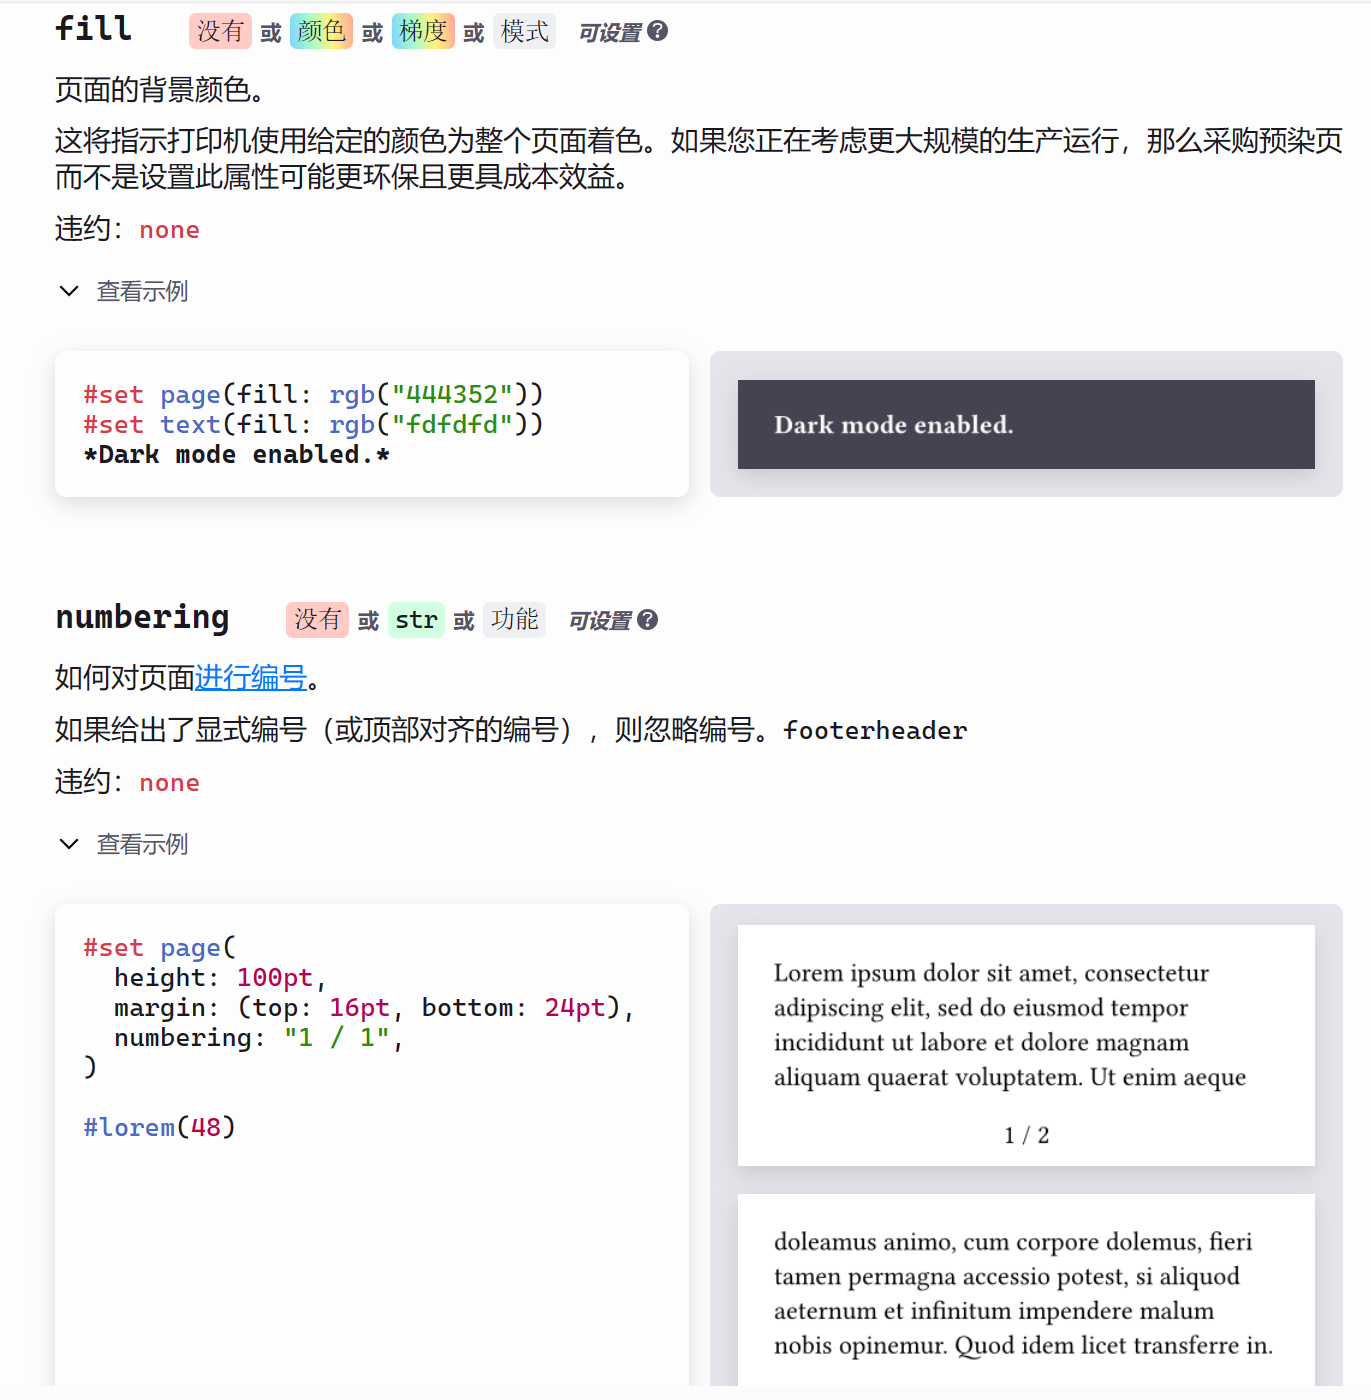 fill 没有 或 颜色 或 梯度 或 模式 可设置 ?
页面的背景颜色。
这将指示打印机使用给定的颜色为整个页面着色。如果您正在考虑更大规模的生产运行，那么采购预染页
而不是设置此属性可能更环保且更具成本效益。
违约：none
查看示例
#set page(fill: rgb("444352"))
#set text(fill: rgb("fdfdfd"))
*Dark mode enabled.*
Dark mode enabled.
numbering 没有 或 str 或 功能 可设置 ?
如何对页面进行编号。
如果给出了显式编号（或顶部对齐的编号），则忽略编号。footerheader
违约：none
查看示例
#set page(
  height: 100pt,
  margin: (top: 16pt, bottom: 24pt),
  numbering: "1 / 1",
)
#lorem(48)
Lorem ipsum dolor sit amet, consectetur
adipiscing elit, sed do eiusmod tempor
incididunt ut labore et dolore magnam
aliquam quaerat voluptatem. Ut enim aeque
1 / 2
doleamus animo, cum corpore dolemus, fieri
tamen permagna accessio potest, si aliquod
aeternum et infinitum impendere malum
nobis opinemur. Quod idem licet transferre in.